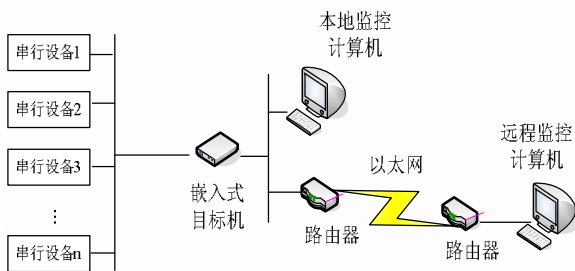 串行设备1
串行设备2
串行设备3
⋮
串行设备n
嵌入式
目标机
本地监控
计算机
路由器
以太网
路由器
远程监控
计算机